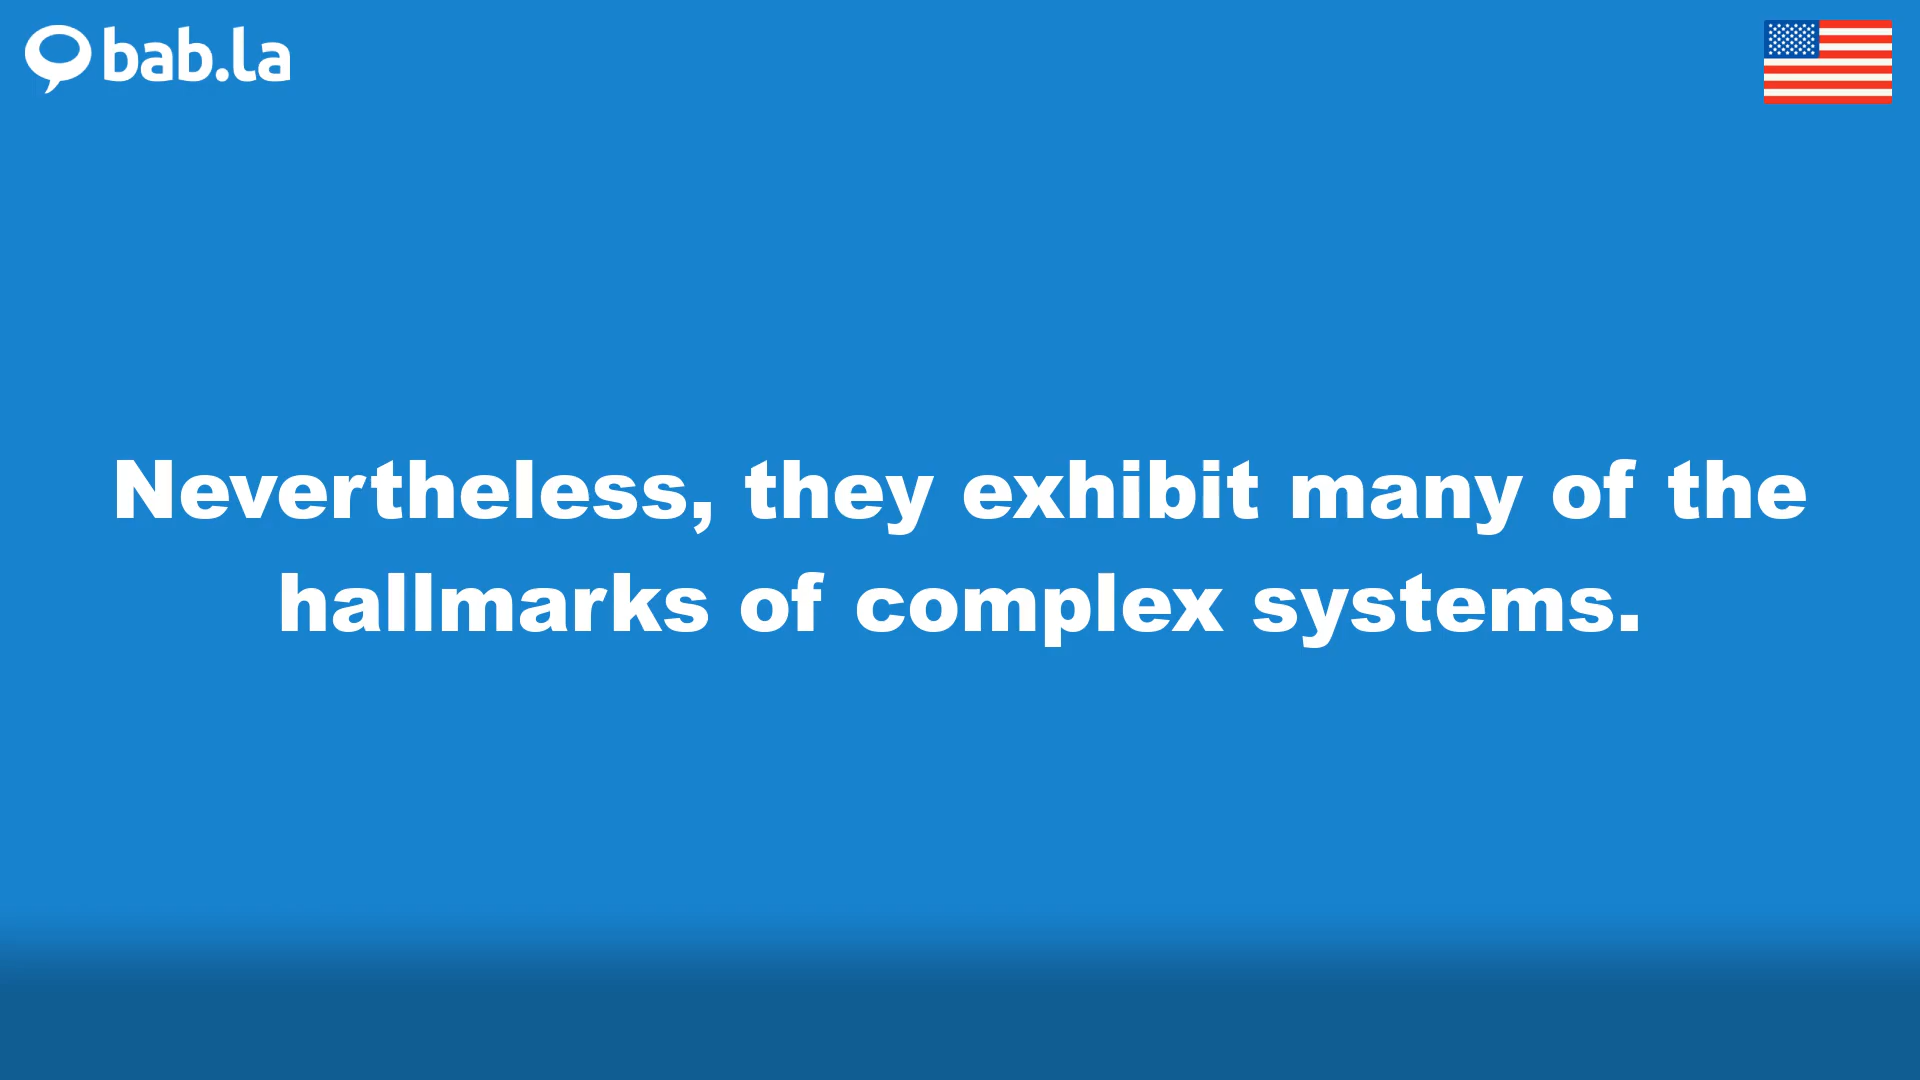 bab.la
Nevertheless, they exhibit many of the
hallmarks of complex systems.